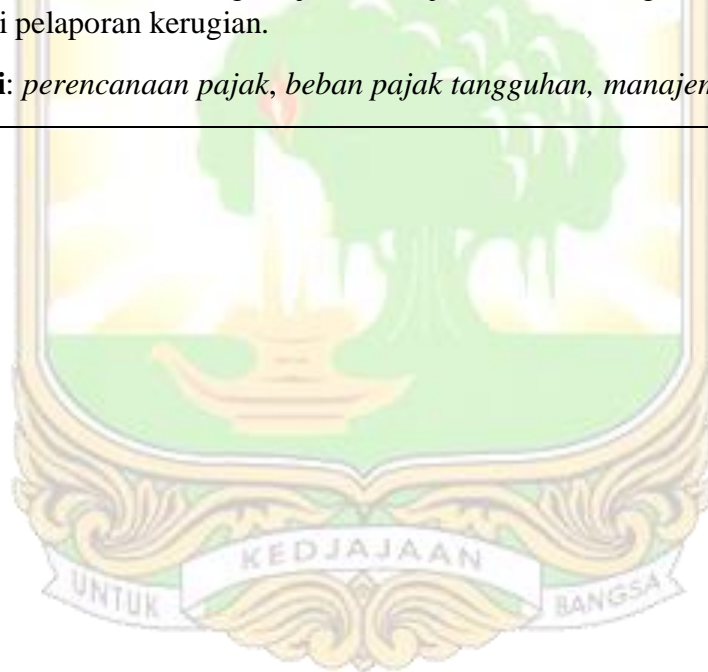 i pelaporan kerugian.
i: perencanaan pajak, beban pajak tangguhan, manajem
KEDJAJAAN
UNTUK
BANGSA